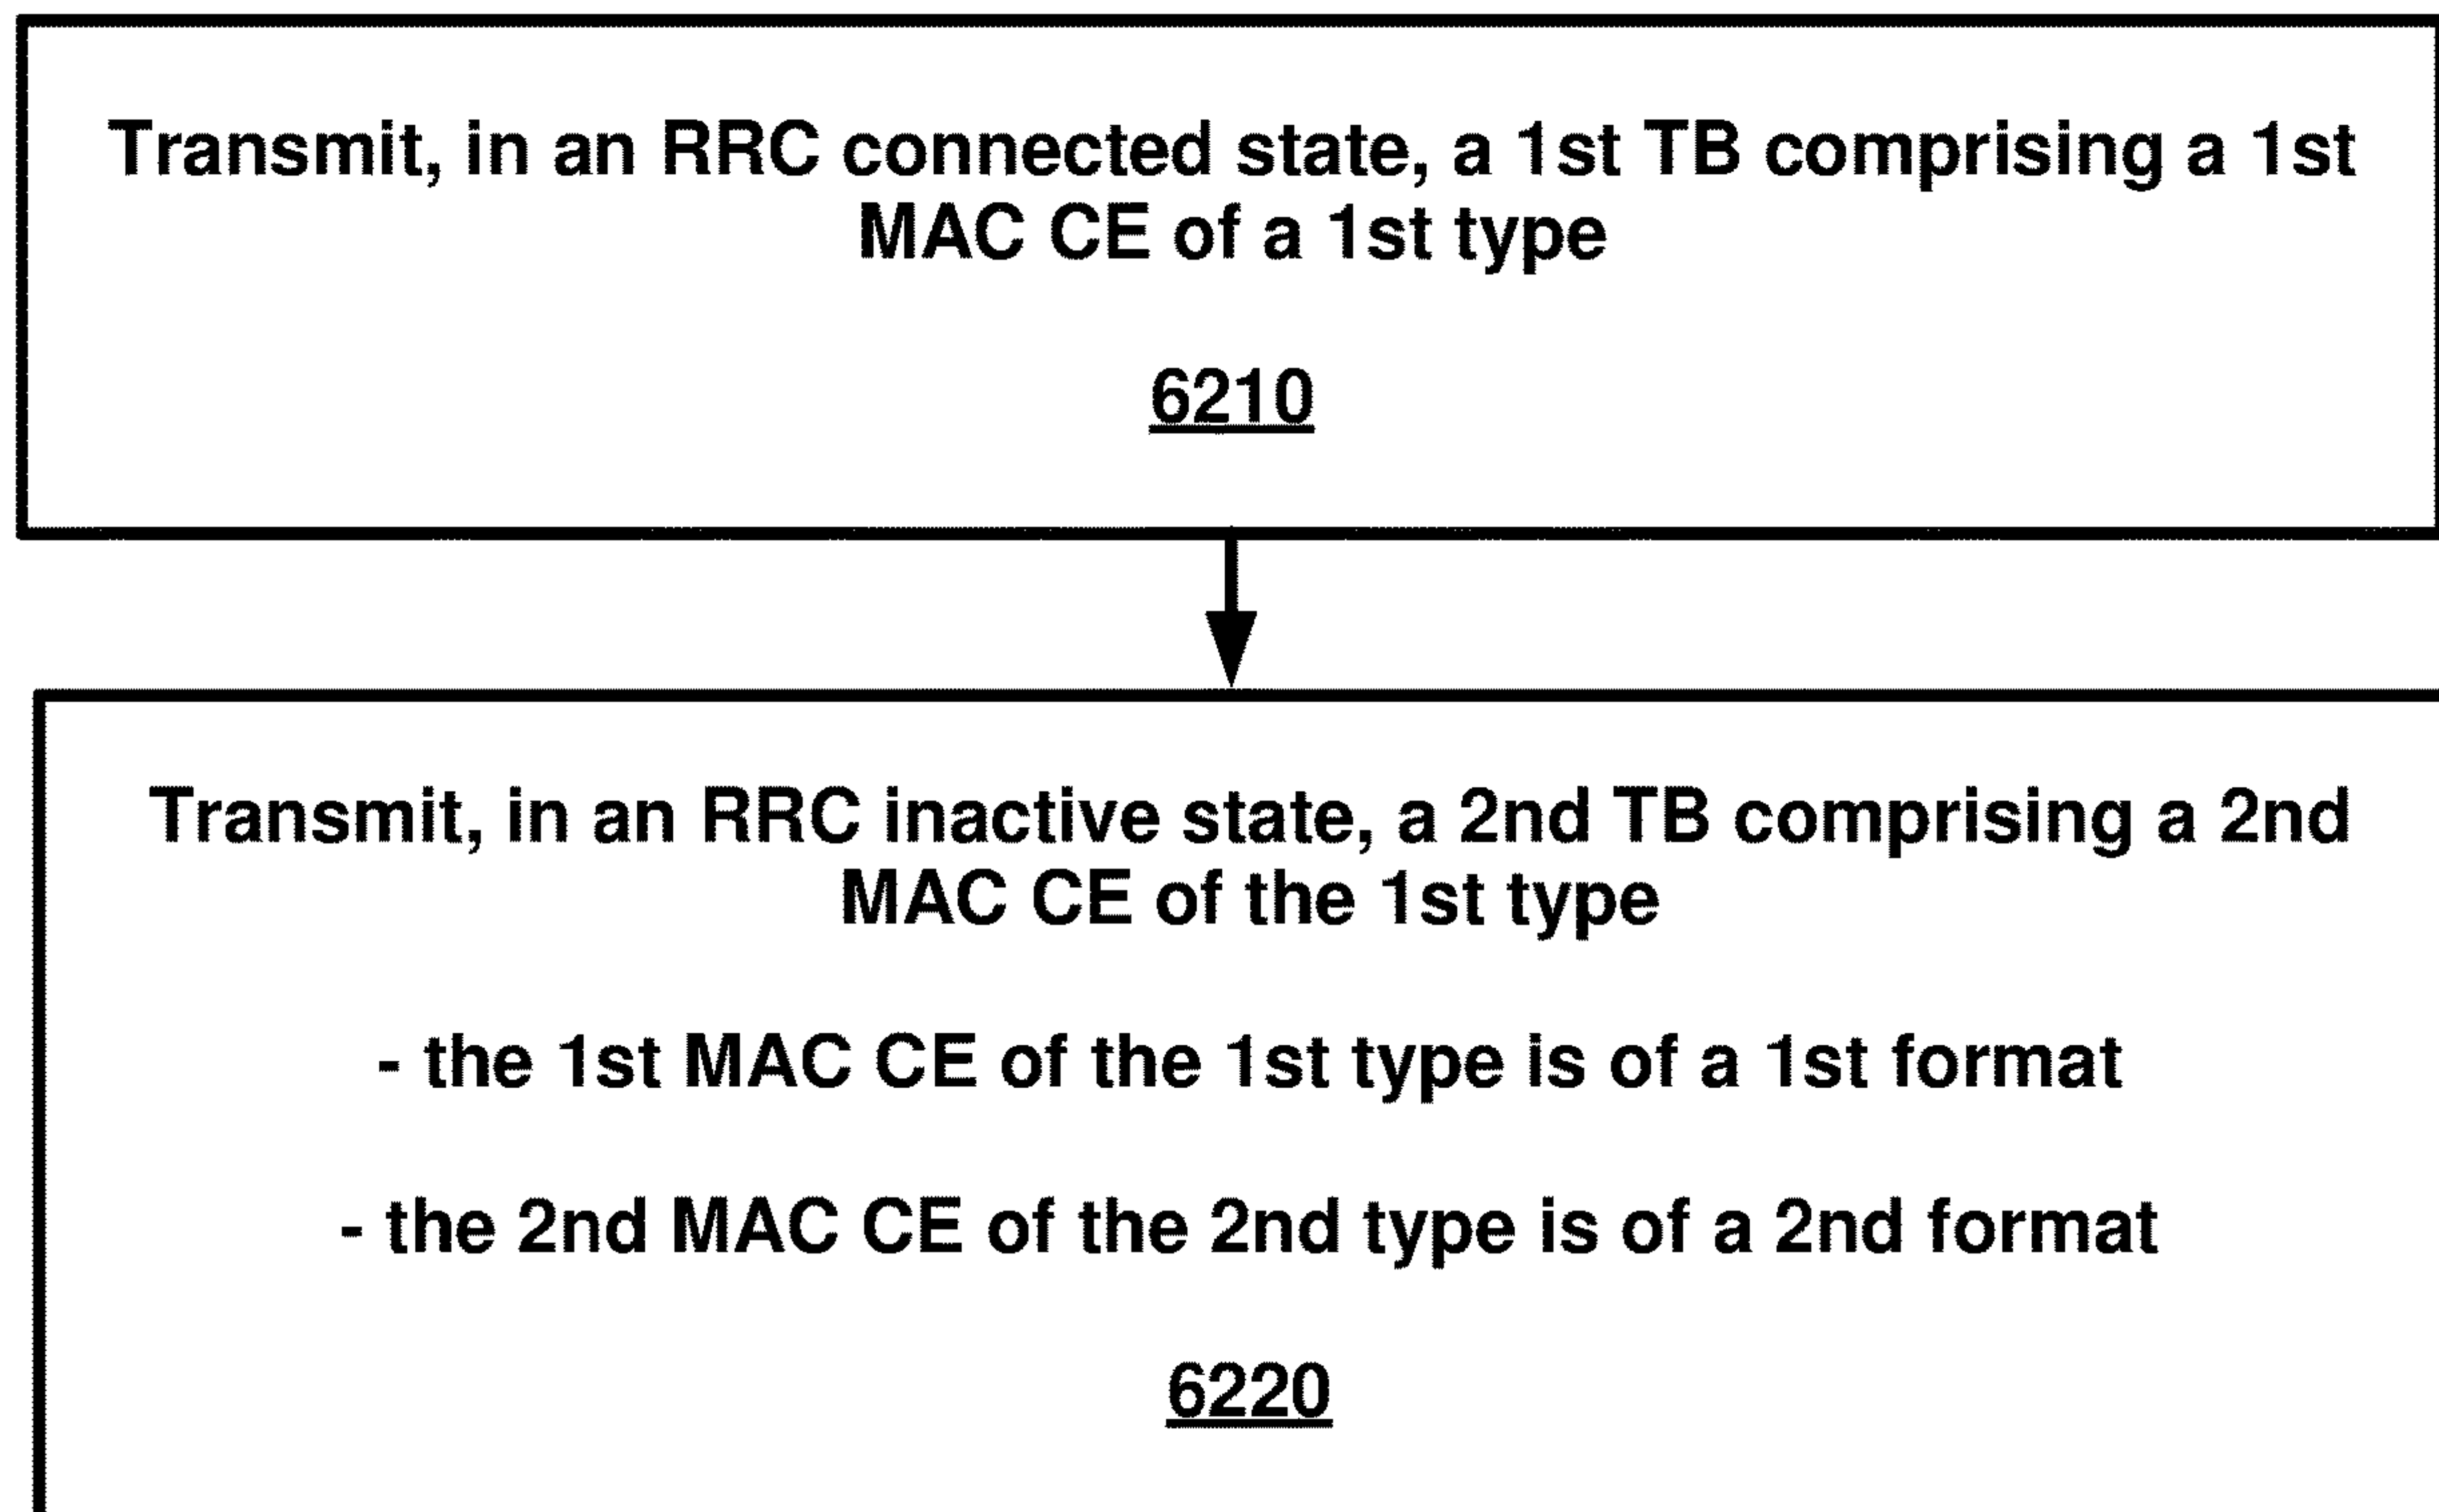 Transmit, in an RRC connected state, a 1st TB comprising a 1st
MAC CE of a 1st type
6210
Transmit, in an RRC inactive state, a 2nd TB comprising a 2nd
MAC CE of the 1st type
- the 1st MAC CE of the 1st type is of a 1st format
- the 2nd MAC CE of the 2nd type is of a 2nd format
6220